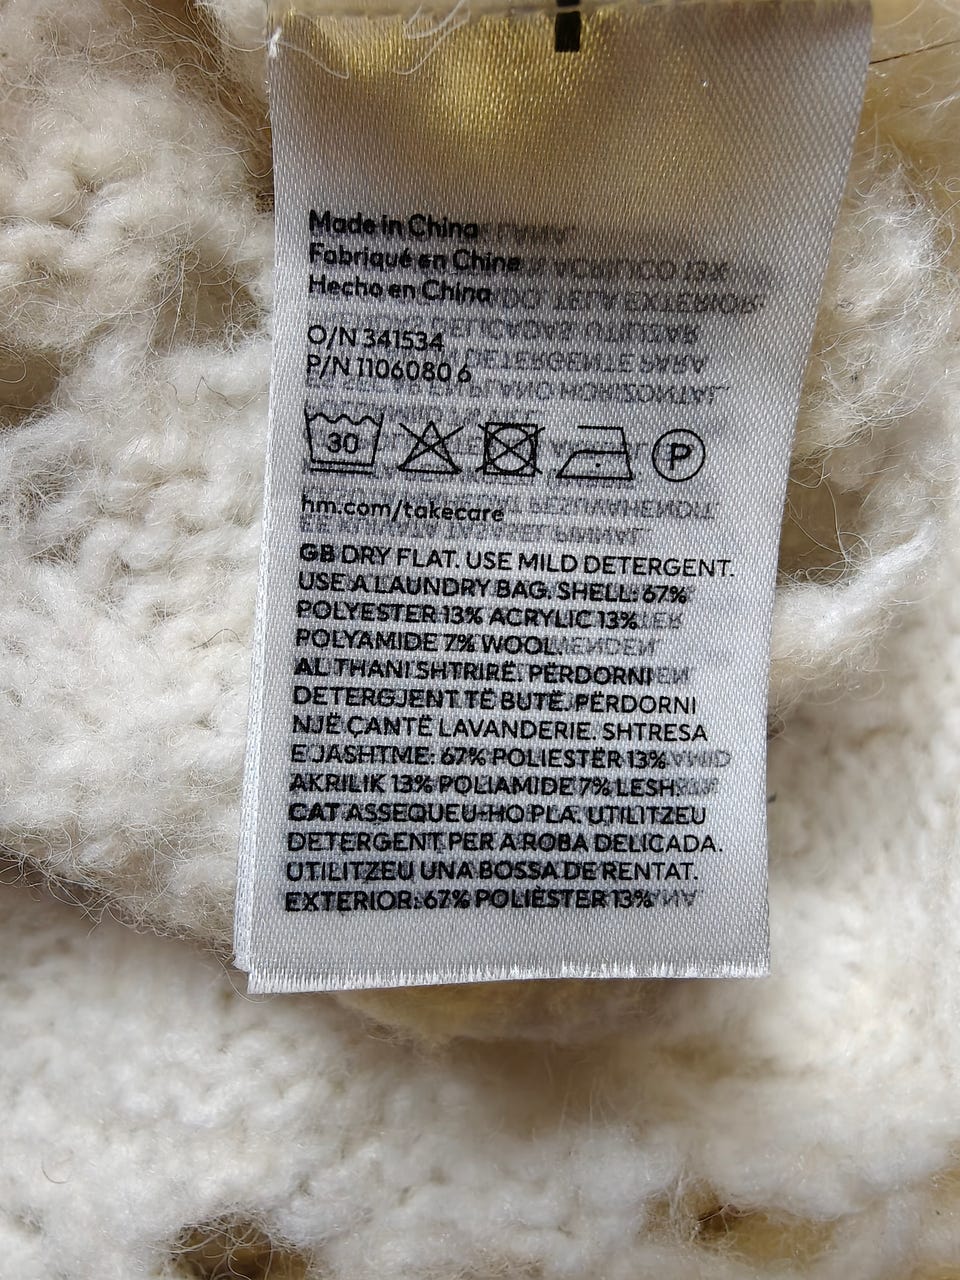 Made in China
Fabriqué en Chine
Hecho en China
O/N 341534
P/N 1106080 6
30
P
hm.com/takecare
GB DRY FLAT. USE MILD DETERGENT.
USE A LAUNDRY BAG. SHELL: 67%
POLYESTER 13% ACRYLIC 13%
POLYAMIDE 7% WOOL
AL THANI SHTRIRË. PËRDORNI
DETERGJENT TË BUTË. PËRDORNI
NJË ÇANTË LAVANDERIE. SHTRESA
E JASHTME: 67% POLIESTËR 13%
AKRILIK 13% POLIAMIDE 7% LESH
CAT ASSEQUEU-HO PLA. UTILITZEU
DETERGENT PER A ROBA DELICADA.
UTILITZEU UNA BOSSA DE RENTAT.
EXTERIOR: 67% POLIÈSTER 13%